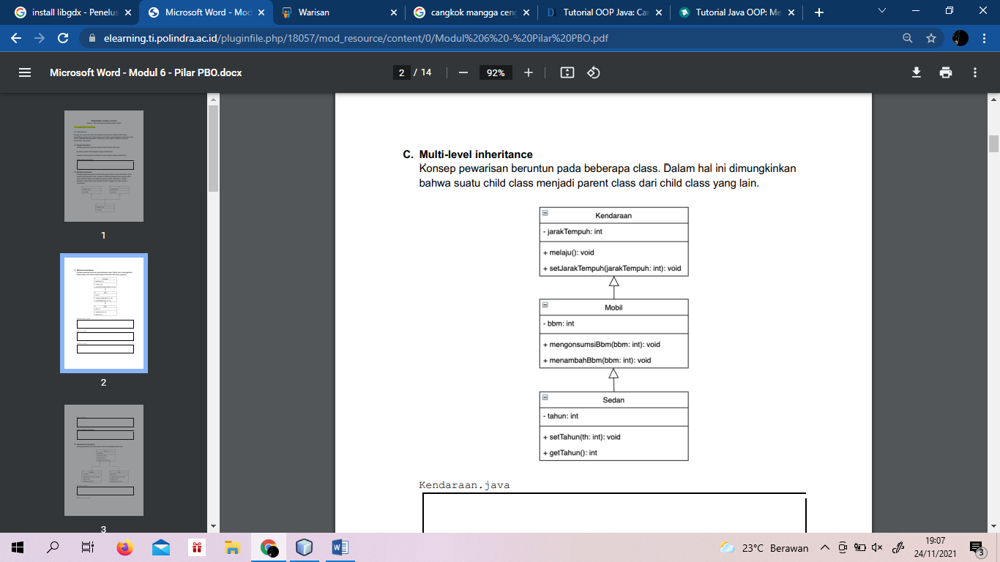 install libgdx - Penelus
Microsoft Word - Mod
Warisan
cangkok mangga ceng
Tutorial OOP Java: Car
Tutorial Java OOP: Me
elearning.ti.polindra.ac.id/pluginfile.php/18057/mod_resource/content/0/Modul%206%20-%20Pilar%20PBO.pdf
Microsoft Word - Modul 6 - Pilar PBO.docx
2 / 14
92%
1
2
3
C. Multi-level inheritance
Konsep pewarisan beruntun pada beberapa class. Dalam hal ini dimungkinkan
bahwa suatu child class menjadi parent class dari child class yang lain.
Kendaraan
- jarakTempuh: int
+ melaju(): void
+ setJarakTempuh(jarakTempuh: int): void
Mobil
- bbm: int
+ mengonsumsiBbm(bbm: int): void
+ menambahBbm(bbm: int): void
Sedan
- tahun: int
+ setTahun(th: int): void
+ getTahun(): int
Kendaraan.java
23°C Berawan
19:07
24/11/2021
3